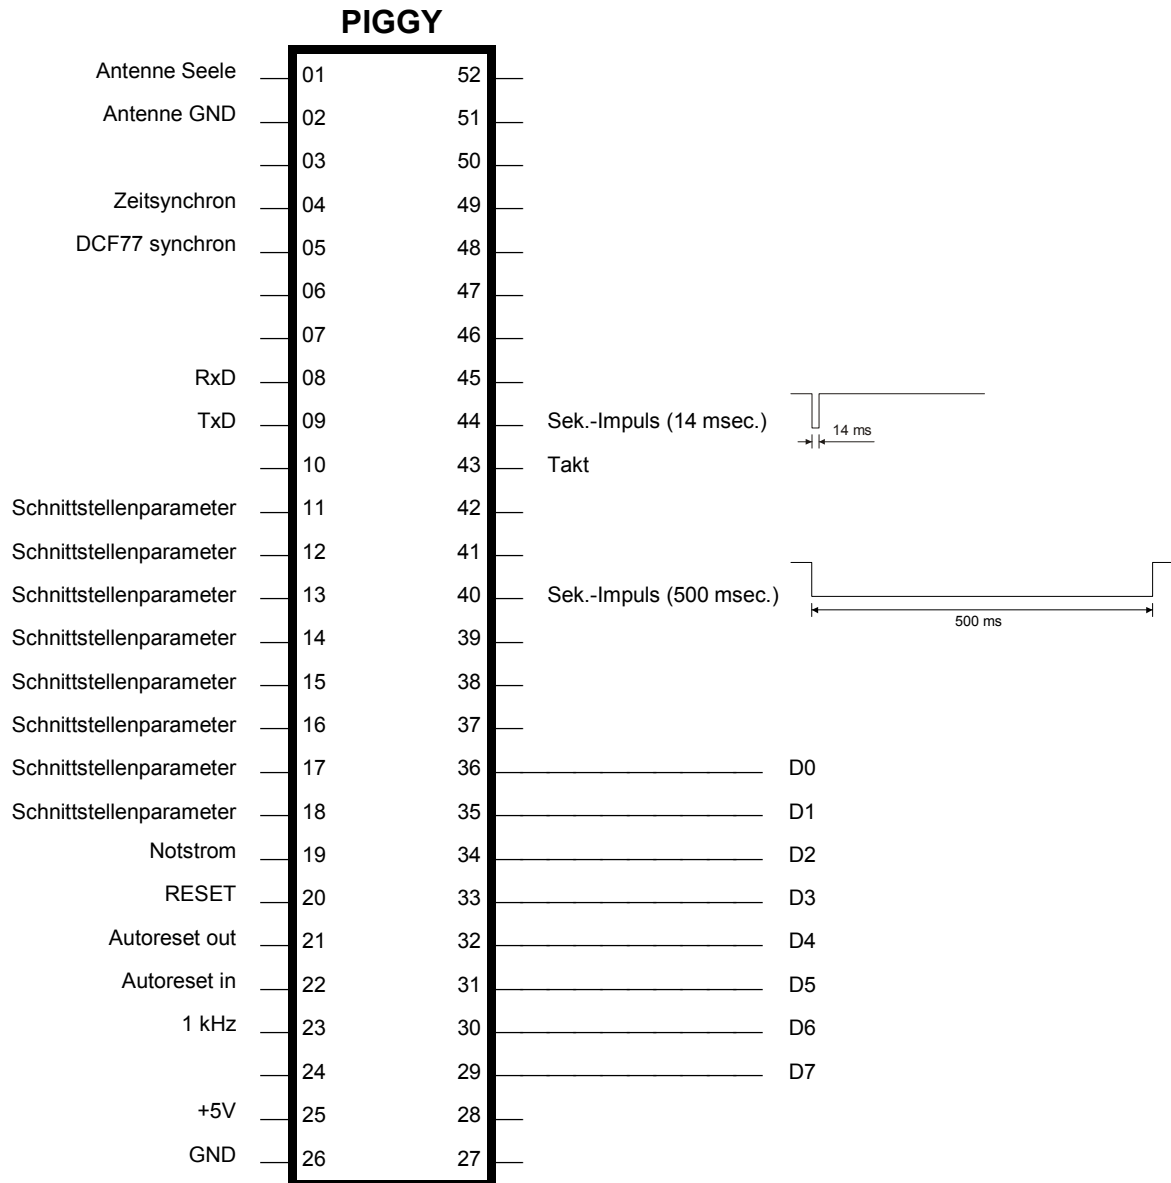 PIGGY
Antenne Seele 01 52
Antenne GND 02 51
03 50
Zeitsynchron 04 49
DCF77 synchron 05 48
06 47
07 46
RxD 08 45
TxD 09 44 Sek.-Impuls (14 msec.) 14 ms
10 43 Takt
Schnittstellenparameter 11 42
Schnittstellenparameter 12 41
Schnittstellenparameter 13 40 Sek.-Impuls (500 msec.) 500 ms
Schnittstellenparameter 14 39
Schnittstellenparameter 15 38
Schnittstellenparameter 16 37
Schnittstellenparameter 17 36 D0
Schnittstellenparameter 18 35 D1
Notstrom 19 34 D2
RESET 20 33 D3
Autoreset out 21 32 D4
Autoreset in 22 31 D5
1 kHz 23 30 D6
24 29 D7
+5V 25 28
GND 26 27